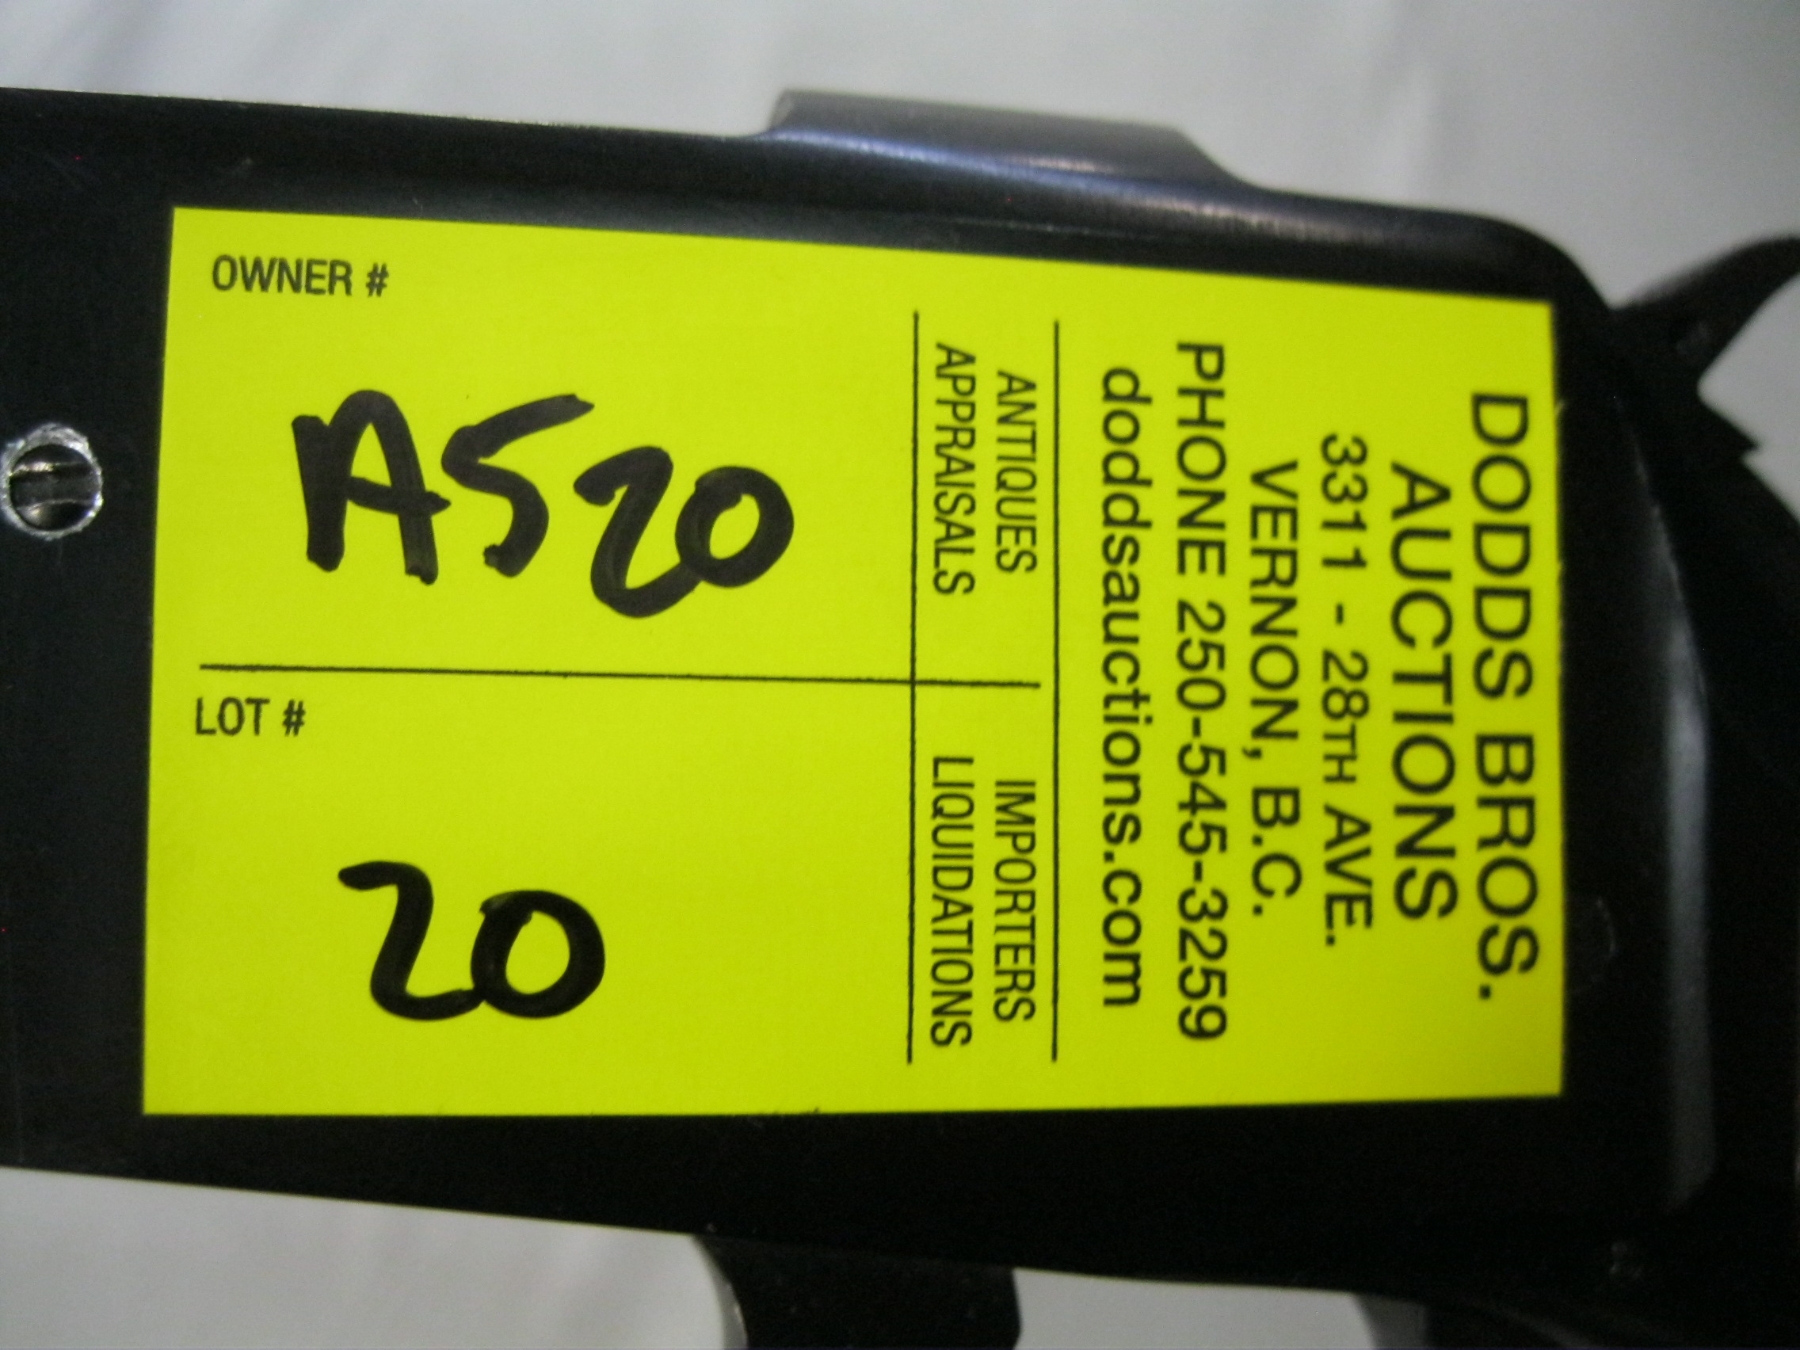 DODDS BROS.
AUCTIONS
3311 - 28TH AVE.
VERNON, B.C.
PHONE 250-545-3259
doddsauctions.com
ANTIQUES
APPRAISALS
IMPORTERS
LIQUIDATIONS
OWNER #
A520
LOT #
20